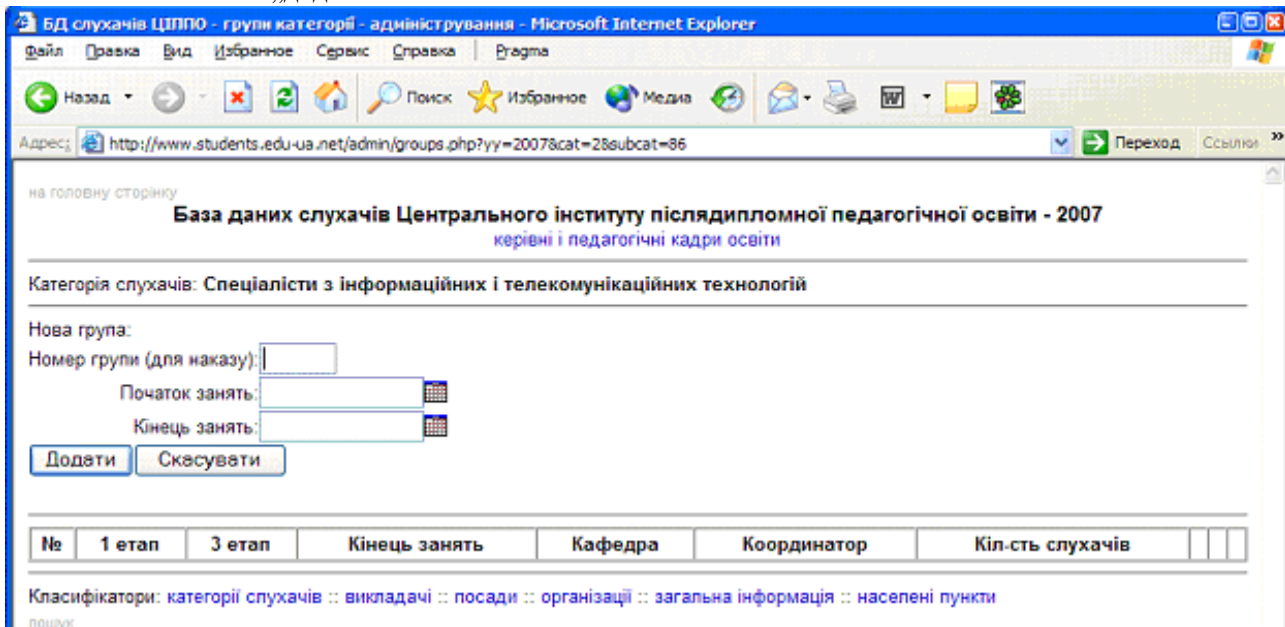 БД слухачів ЦІППО - групи категорії - адміністрування - Microsoft Internet Explorer
Файл Правка Вид Избранное Сервис Справка Pragma
Назад Поиск Избранное Медиа
Адрес: http://www.students.edu-ua.net/admin/groups.php?yy=2007&cat=2&subcat=86 Переход Ссылки »
на головну сторінку
База даних слухачів Центрального інституту післядипломної педагогічної освіти - 2007
керівні і педагогічні кадри освіти
Категорія слухачів: Спеціалісти з інформаційних і телекомунікаційних технологій
Нова група:
Номер групи (для наказу):
Початок занять:
Кінець занять:
Додати Скасувати
№ 1 етап 3 етап Кінець занять Кафедра Координатор Кіл-сть слухачів
Класифікатори: категорії слухачів :: викладачі :: посади :: організації :: загальна інформація :: населені пункти
пошук